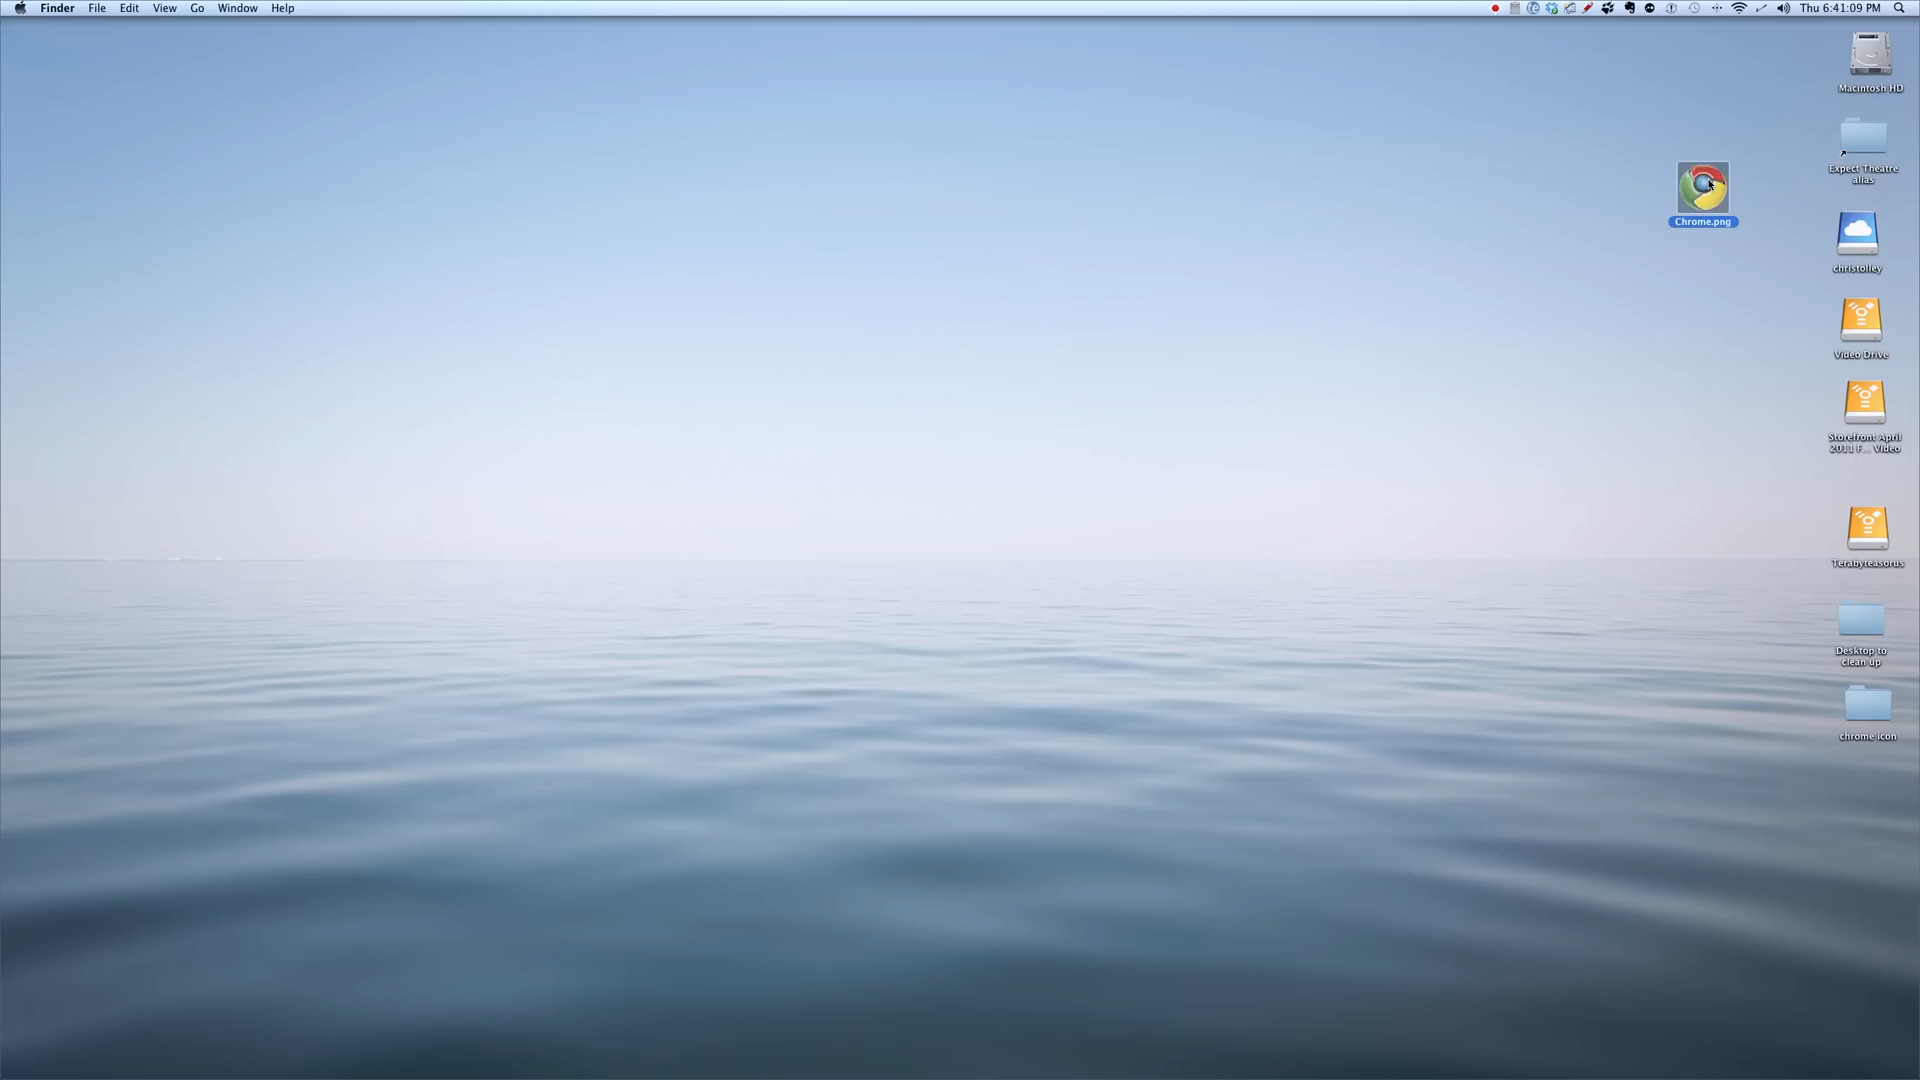 Finder File Edit View Go Window Help Thu 6:41:09 PM
Macintosh HD
Expect Theatre
alias
Chrome.png
christolley
Video Drive
Storefront April
2011 F... Video
Terabyteasorus
Desktop to
clean up
chrome icon